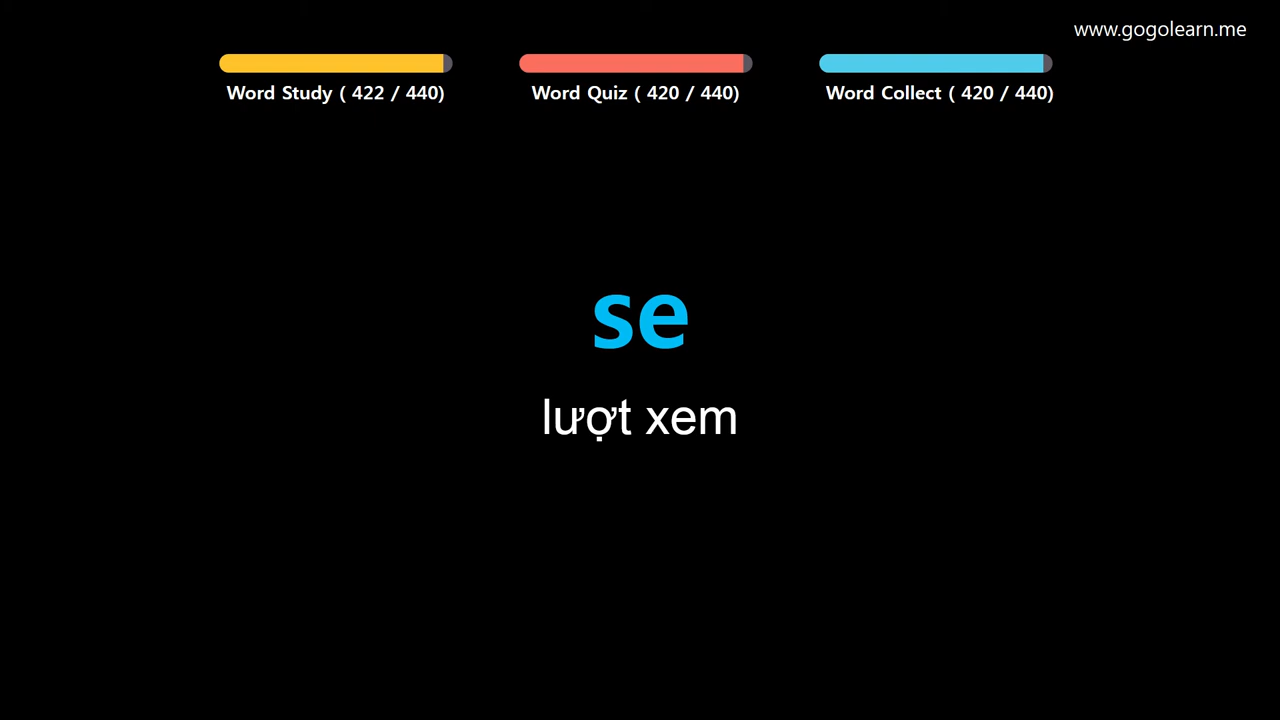 www.gogolearn.me
Word Study ( 422 / 440)
Word Quiz ( 420 / 440)
Word Collect ( 420 / 440)
se
lượt xem